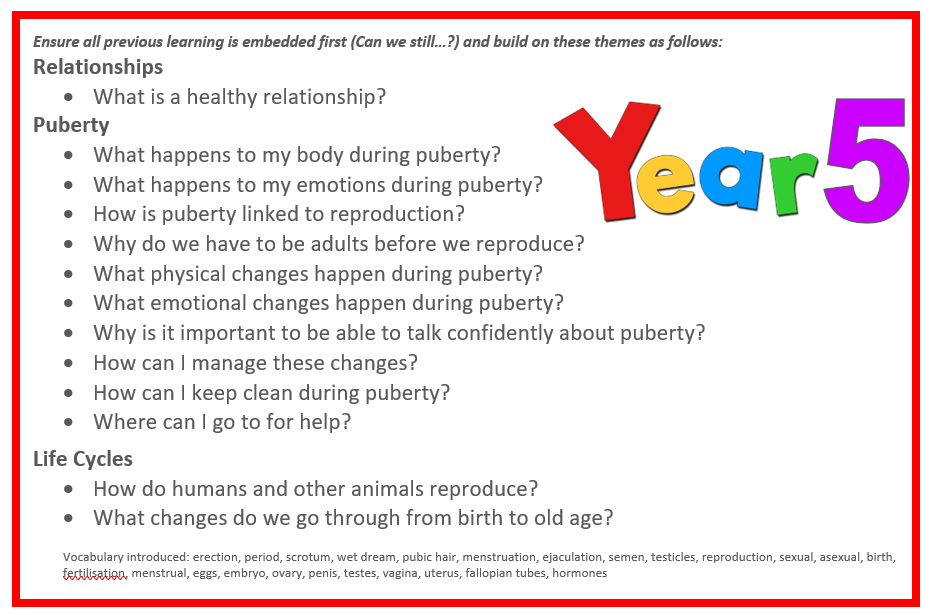 Ensure all previous learning is embedded first (Can we still…?) and build on these themes as follows:
Relationships
• What is a healthy relationship?
Puberty
Year 5
• What happens to my body during puberty?
• What happens to my emotions during puberty?
• How is puberty linked to reproduction?
• Why do we have to be adults before we reproduce?
• What physical changes happen during puberty?
• What emotional changes happen during puberty?
• Why is it important to be able to talk confidently about puberty?
• How can I manage these changes?
• How can I keep clean during puberty?
• Where can I go to for help?
Life Cycles
• How do humans and other animals reproduce?
• What changes do we go through from birth to old age?
Vocabulary introduced: erection, period, scrotum, wet dream, pubic hair, menstruation, ejaculation, semen, testicles, reproduction, sexual, asexual, birth,
fertilisation, menstrual, eggs, embryo, ovary, penis, testes, vagina, uterus, fallopian tubes, hormones